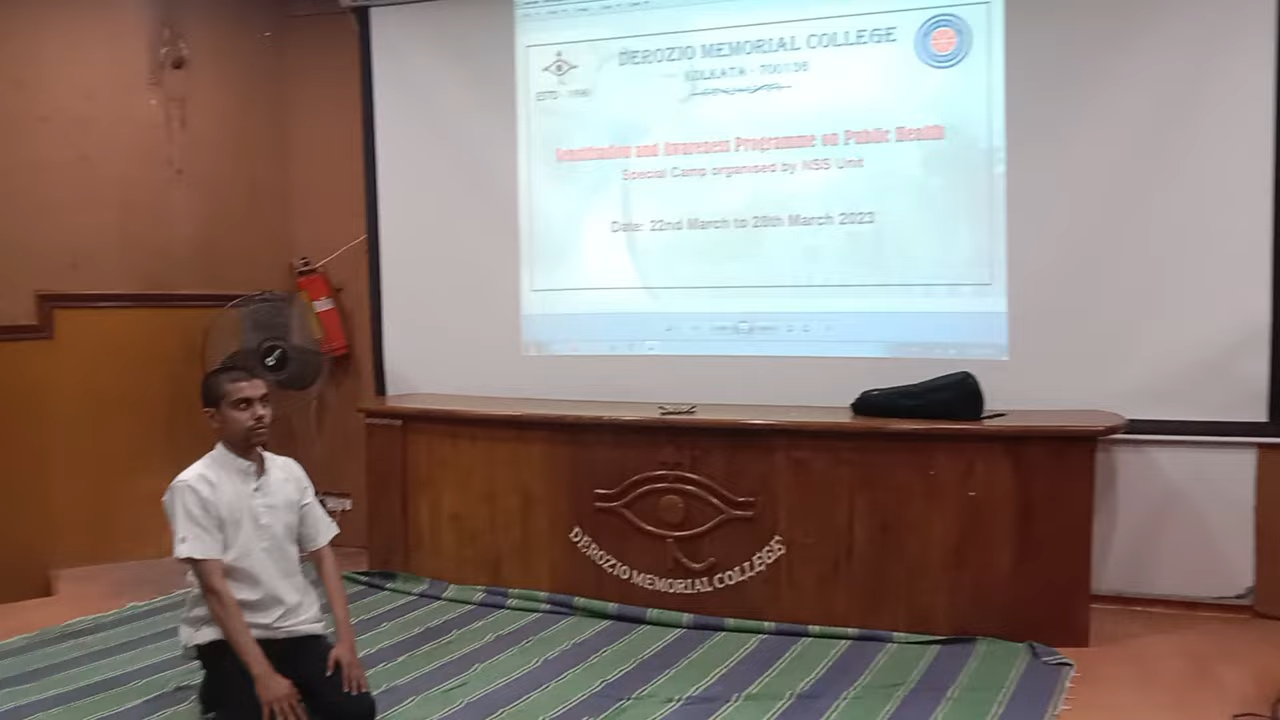 DEROZIO MEMORIAL COLLEGE
KOLKATA - 700136
and Awareness Programme on Public Health
Special Camp organised by NSS Unit
Date: 22nd March to 28th March 2023
DEROZIO MEMORIAL COLLEGE